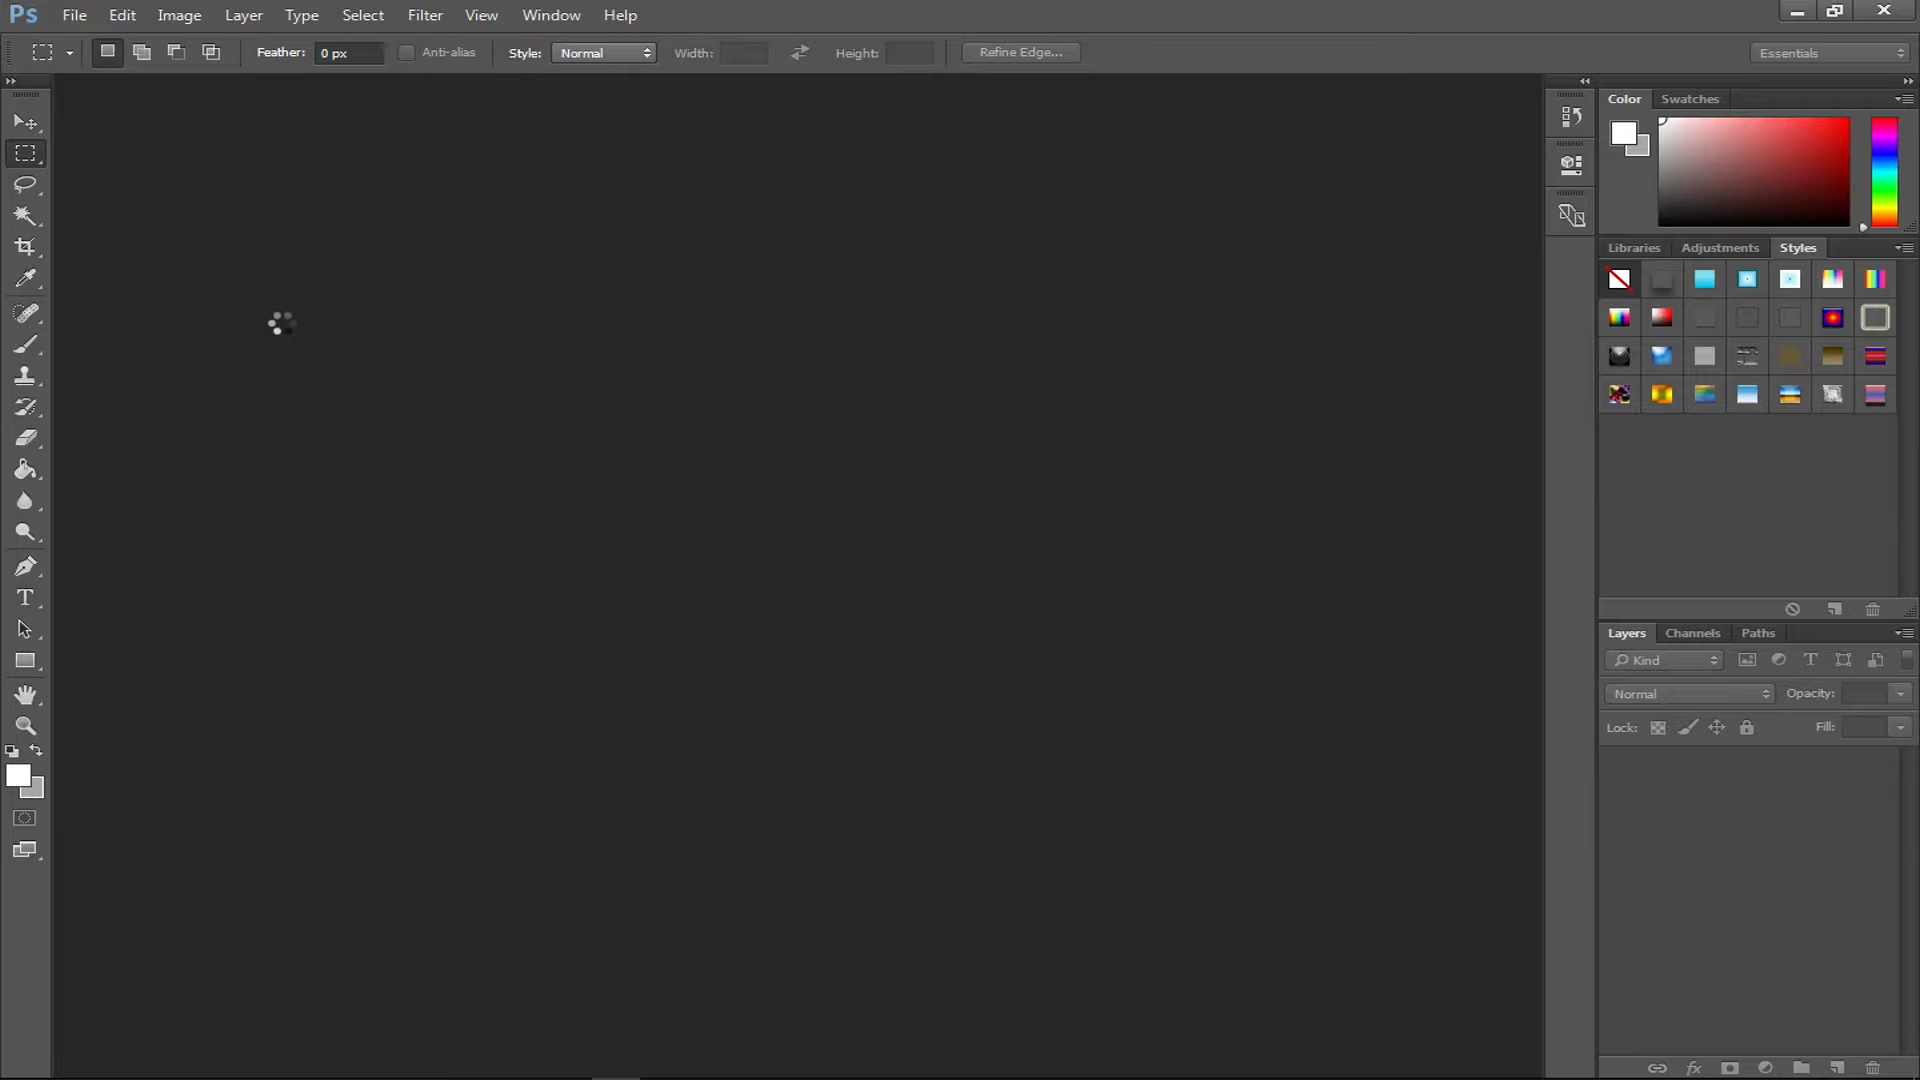 Ps File Edit Image Layer Type Select Filter View Window Help
Feather: 0 px Anti-alias Style: Normal Width: Height: Refine Edge... Essentials
Color Swatches
Libraries Adjustments Styles
Layers Channels Paths
Kind T
Normal Opacity:
Lock: Fill:
fx
T